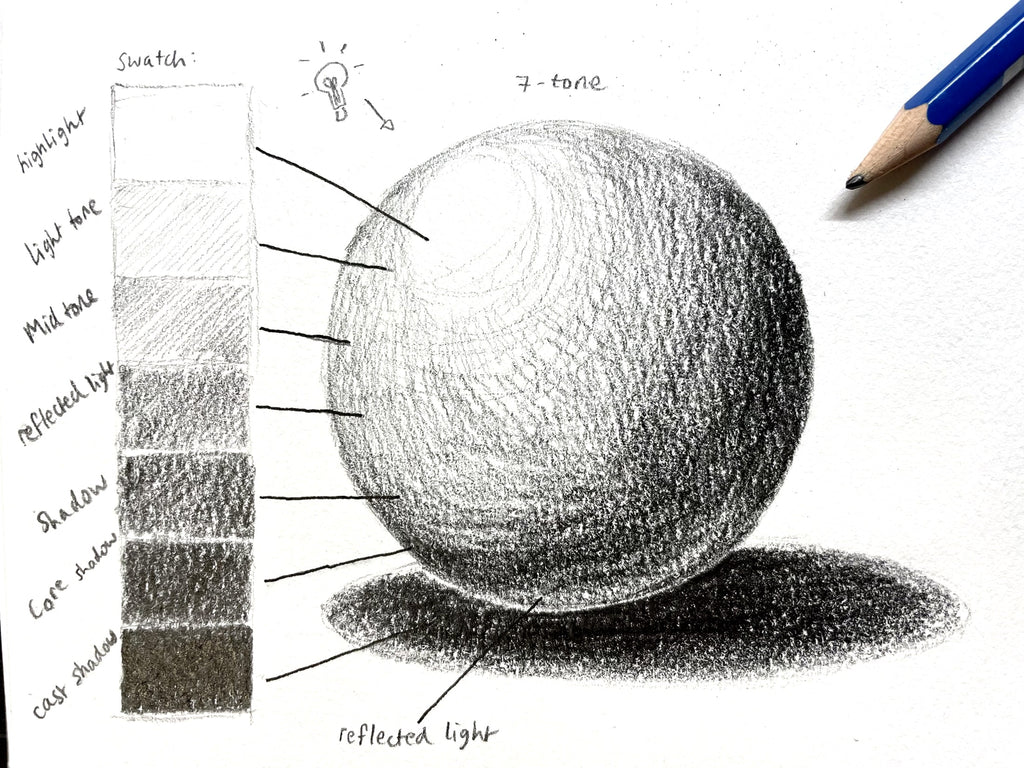 swatch:
7-tone
highlight
light tone
Mid tone
reflected light
Shadow
Core shadow
cast shadow
reflected light